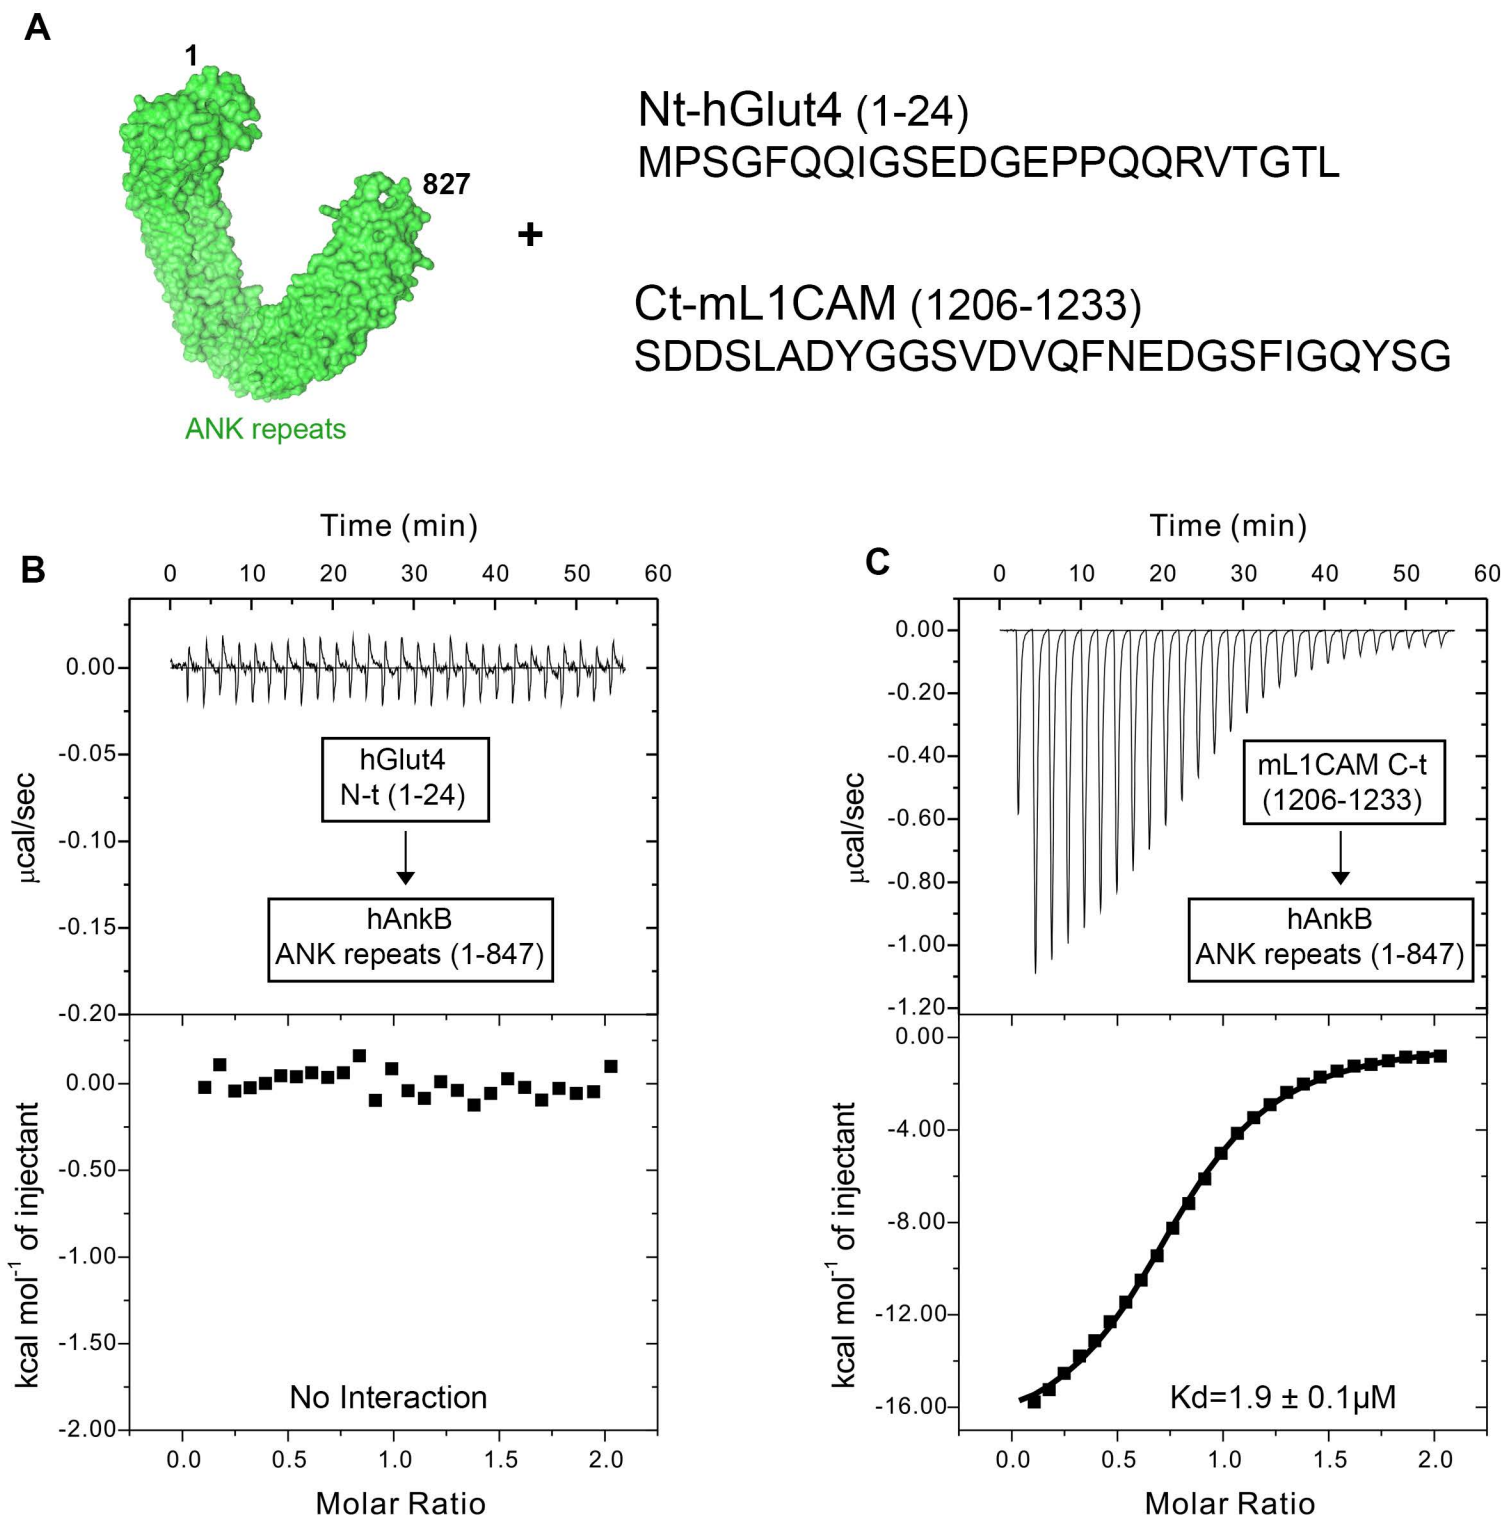 A
1
827
ANK repeats
+
Nt-hGlut4 (1-24)
MPSGFQQIGSEDGEPPQQRVTGTL
Ct-mL1CAM (1206-1233)
SDDSLADYGGSVDVQFNEDGSFIGQYSG
B
Time (min)
0 10 20 30 40 50 60
0.00
-0.05
-0.10
-0.15
-0.20
μcal/sec
hGlut4
N-t (1-24)
hAnkB
ANK repeats (1-847)
0.00
-0.50
-1.00
-1.50
-2.00
kcal mol-1 of injectant
No Interaction
0.0 0.5 1.0 1.5 2.0
Molar Ratio
C
Time (min)
0 10 20 30 40 50 60
0.00
-0.20
-0.40
-0.60
-0.80
-1.00
-1.20
μcal/sec
mL1CAM C-t
(1206-1233)
hAnkB
ANK repeats (1-847)
0.00
-4.00
-8.00
-12.00
-16.00
kcal mol-1 of injectant
Kd=1.9 ± 0.1μM
0.0 0.5 1.0 1.5 2.0
Molar Ratio